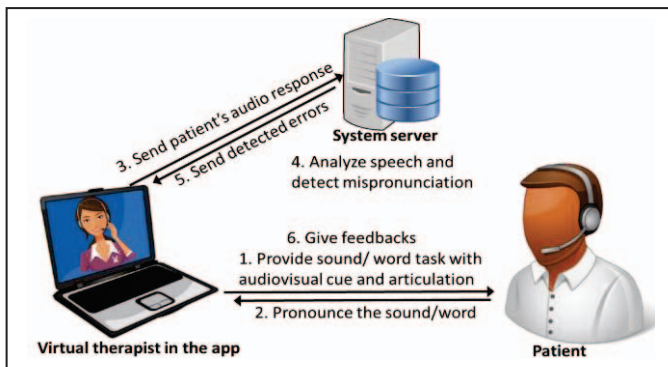 3. Send patient's audio response
5. Send detected errors
System server
4. Analyze speech and
detect mispronunciation
6. Give feedbacks
1. Provide sound/ word task with
audiovisual cue and articulation
2. Pronounce the sound/word
Virtual therapist in the app
Patient